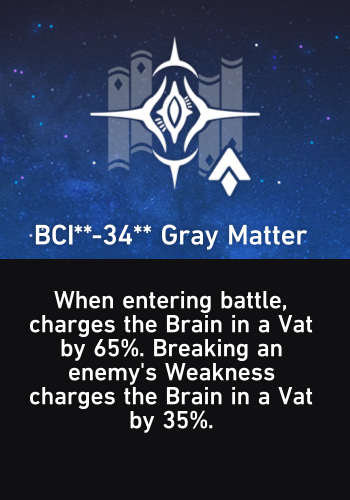 BCI**-34** Gray Matter
When entering battle,
charges the Brain in a Vat
by 65%. Breaking an
enemy's Weakness
charges the Brain in a Vat
by 35%.